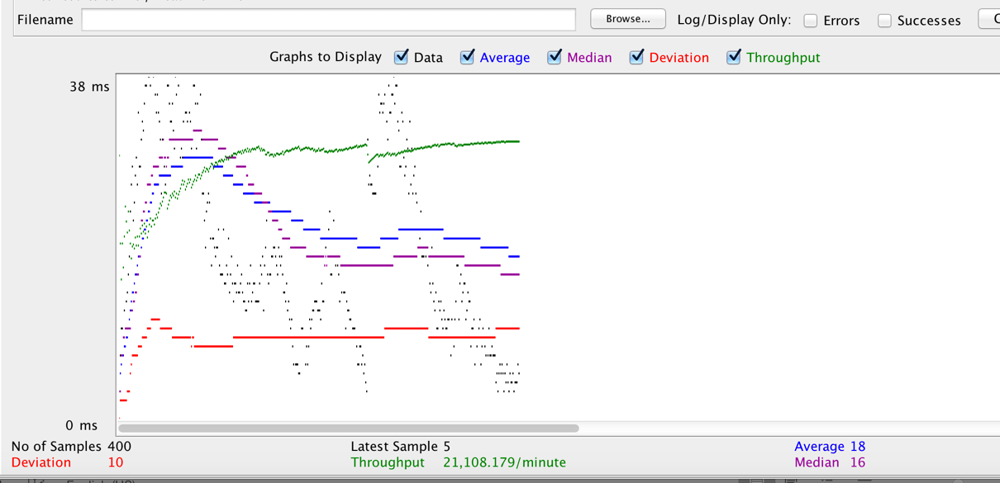 Filename Browse... Log/Display Only: Errors Successes
Graphs to Display Data Average Median Deviation Throughput
38 ms
0 ms
No of Samples 400 Latest Sample 5 Average 18
Deviation 10 Throughput 21,108.179/minute Median 16